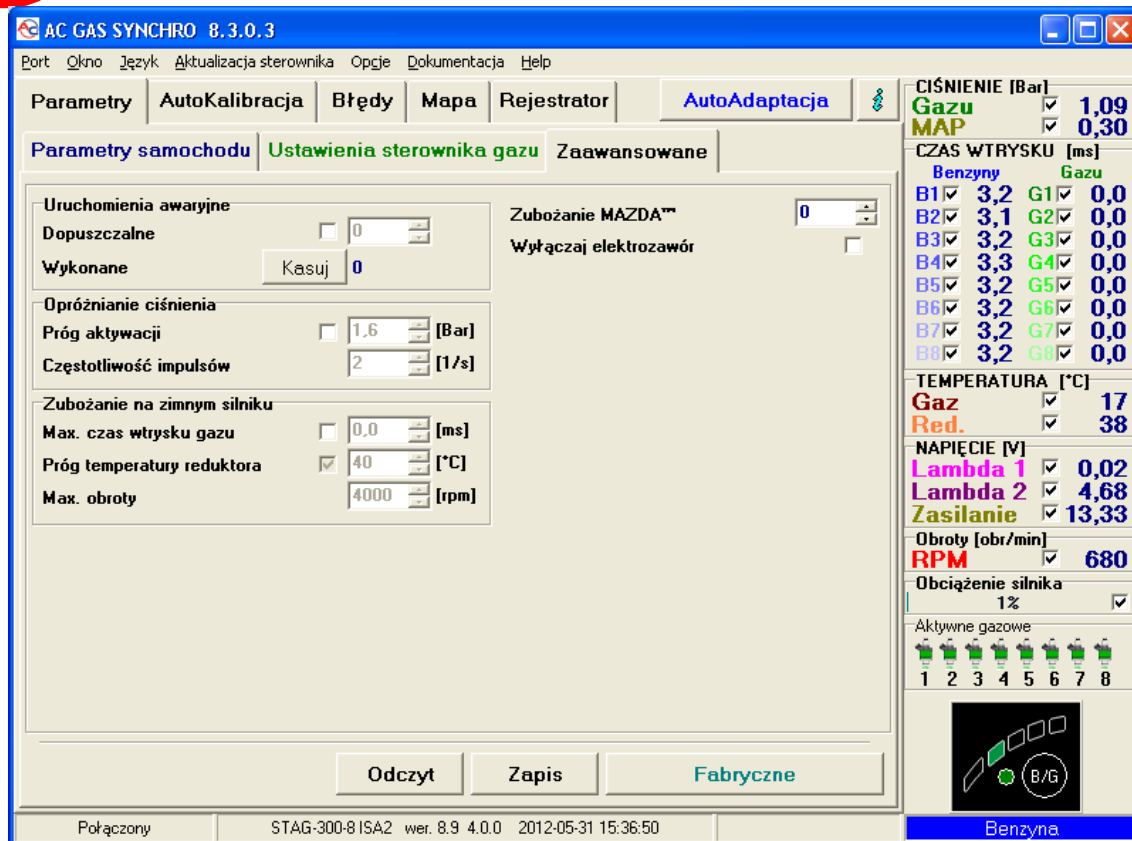 AC GAS SYNCHRO 8.3.0.3
Port Okno Język Aktualizacja sterownika Opcje Dokumentacja Help
Parametry AutoKalibracja Błędy Mapa Rejestrator AutoAdaptacja i
Parametry samochodu Ustawienia sterownika gazu Zaawansowane
Uruchomienia awaryjne
Dopuszczalne 0
Wykonane Kasuj 0
Opróżnianie ciśnienia
Próg aktywacji 1,6 [Bar]
Częstotliwość impulsów 2 [1/s]
Zubożanie na zimnym silniku
Max. czas wtrysku gazu 0,0 [ms]
Próg temperatury reduktora 40 [°C]
Max. obroty 4000 [rpm]
Zubożanie MAZDA™ 0
Wyłączaj elektrozawór
Odczyt Zapis Fabryczne
CIŚNIENIE [Bar]
Gazu 1,09
MAP 0,30
CZAS WTRYSKU [ms]
Benzyny Gazu
B1 3,2 G1 0,0
B2 3,1 G2 0,0
B3 3,2 G3 0,0
B4 3,3 G4 0,0
B5 3,2 G5 0,0
B6 3,2 G6 0,0
B7 3,2 G7 0,0
B8 3,2 G8 0,0
TEMPERATURA [°C]
Gaz 17
Red. 38
NAPIĘCIE [V]
Lambda 1 0,02
Lambda 2 4,68
Zasilanie 13,33
Obroty [obr/min]
RPM 680
Obciążenie silnika
1%
Aktywne gazowe
1 2 3 4 5 6 7 8
B/G
Połączony STAG-300-8 ISA2 wer. 8.9 4.0.0 2012-05-31 15:36:50 Benzyna